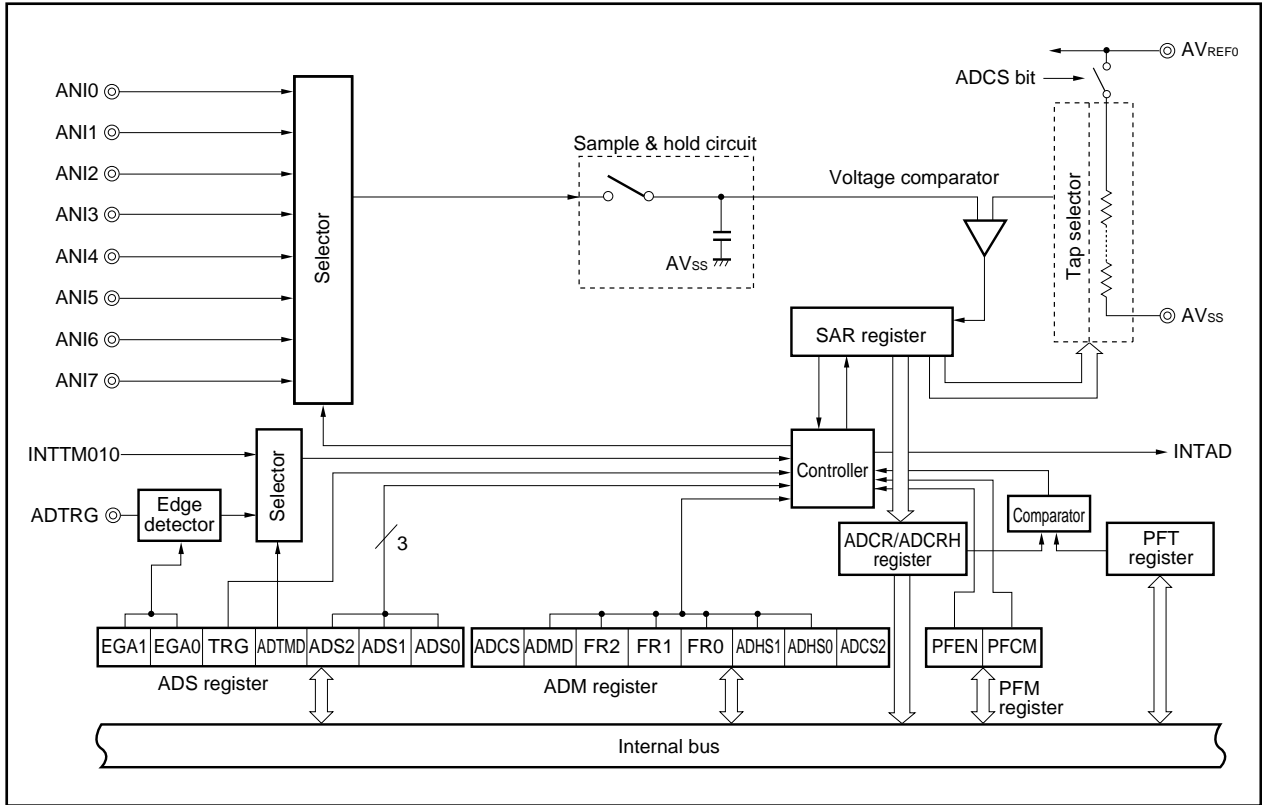 AVREF0
ADCS bit
ANI0
ANI1
ANI2
ANI3
ANI4
ANI5
ANI6
ANI7
Selector
Sample & hold circuit
AVSS
Voltage comparator
Tap selector
AVSS
SAR register
INTTM010
ADTRG
Edge
detector
Selector
Controller
INTAD
3
Comparator
ADCR/ADCRH
register
PFT
register
EGA1 EGA0 TRG ADTMD ADS2 ADS1 ADS0
ADS register
ADCS ADMD FR2 FR1 FR0 ADHS1 ADHS0 ADCS2
ADM register
PFEN PFCM
PFM
register
Internal bus